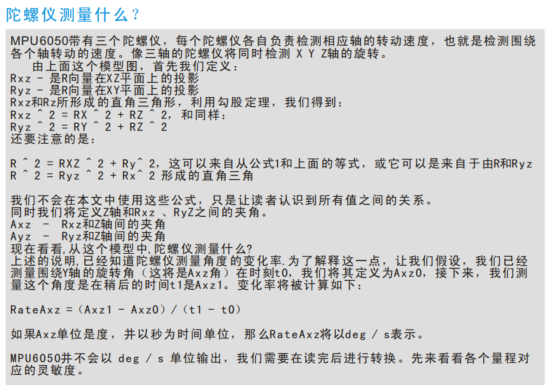 陀螺仪测量什么？
MPU6050带有三个陀螺仪，每个陀螺仪各自负责检测相应轴的转动速度，也就是检测围绕
各个轴转动的速度。像三轴的陀螺仪将同时检测 X Y Z轴的旋转。
由上面这个模型图，首先我们定义：
Rxz - 是R向量在XZ平面上的投影
Ryz - 是R向量在XY平面上的投影
Rxz和Rz所形成的直角三角形，利用勾股定理，我们得到：
Rxz ^ 2 = RX ^ 2 + RZ ^ 2，和同样：
Ryz ^ 2 = RY ^ 2 + RZ ^ 2
还要注意的是：
R ^ 2 = RXZ ^ 2 + Ry^ 2，这可以来自从公式1和上面的等式，或它可以是来自于由R和Ryz
R ^ 2 = Ryz ^ 2 + Rx^ 2 形成的直角三角
我们不会在本文中使用这些公式，只是让读者认识到所有值之间的关系。
同时我们将定义Z轴和Rxz 、RyZ之间的夹角。
Axz － Rxz和Z轴间的夹角
Ayz － Ryz和Z轴间的夹角
现在看看，从这个模型中，陀螺仪测量什么？
上述的说明，已经知道陀螺仪测量角度的变化率.为了解释这一点，让我们假设，我们已经
测量围绕Y轴的旋转角（这将是Axz角）在时刻t0，我们将其定义为Axz0，接下来，我们测
量这个角度是在稍后的时间t1是Axz1。变化率将被计算如下：
RateAxz =（Axz1 - Axz0）/（t1 - t0）
如果Axz单位是度，并以秒为时间单位，那么RateAxz将以deg / s表示。
MPU6050并不会以 deg / s 单位输出，我们需要在读完后进行转换。先来看看各个量程对
应的灵敏度。